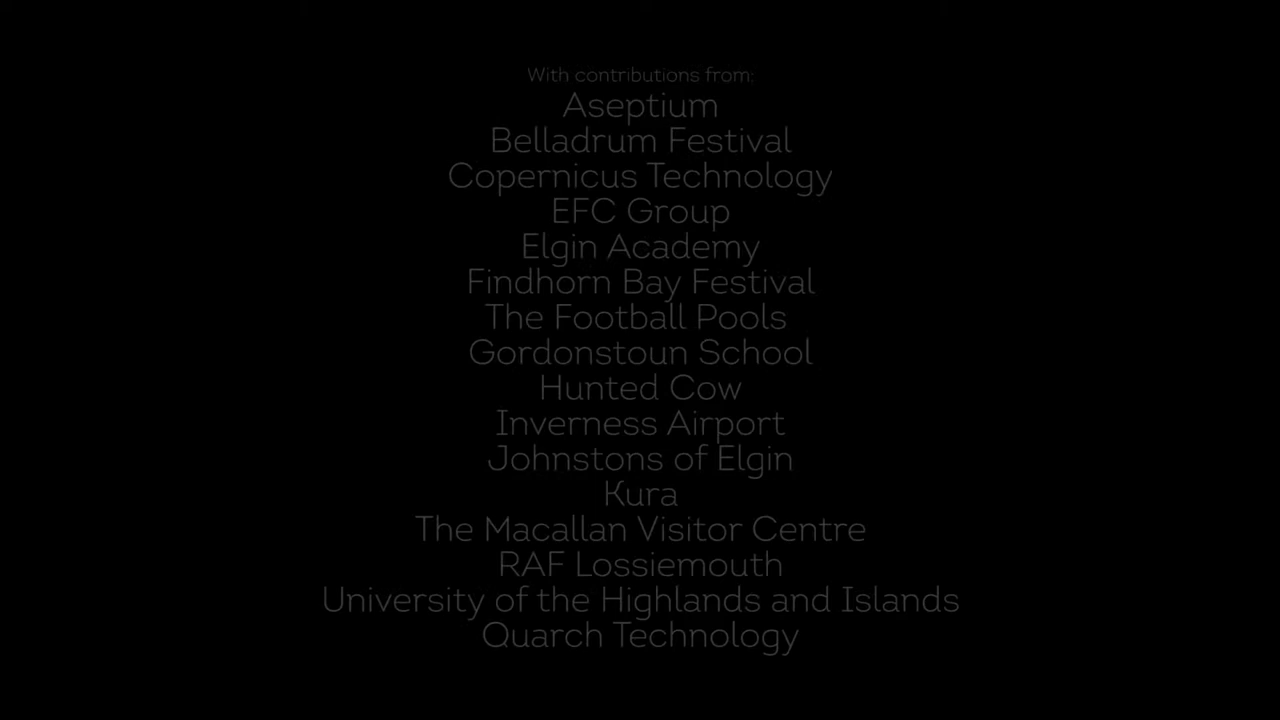 With contributions from:
Aseptium
Belladrum Festival
Copernicus Technology
EFC Group
Elgin Academy
Findhorn Bay Festival
The Football Pools
Gordonstoun School
Hunted Cow
Inverness Airport
Johnstons of Elgin
Kura
The Macallan Visitor Centre
RAF Lossiemouth
University of the Highlands and Islands
Quarch Technology